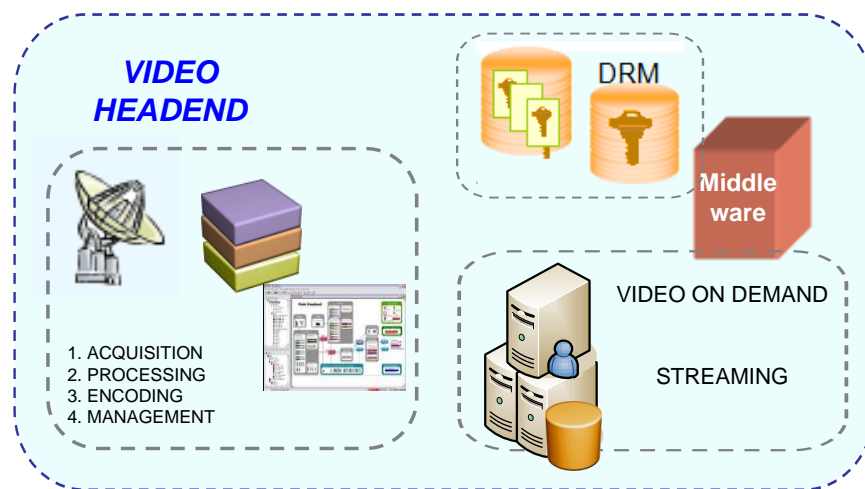 VIDEO
HEADEND
DRM
Middle
ware
1. ACQUISITION
2. PROCESSING
3. ENCODING
4. MANAGEMENT
VIDEO ON DEMAND
STREAMING